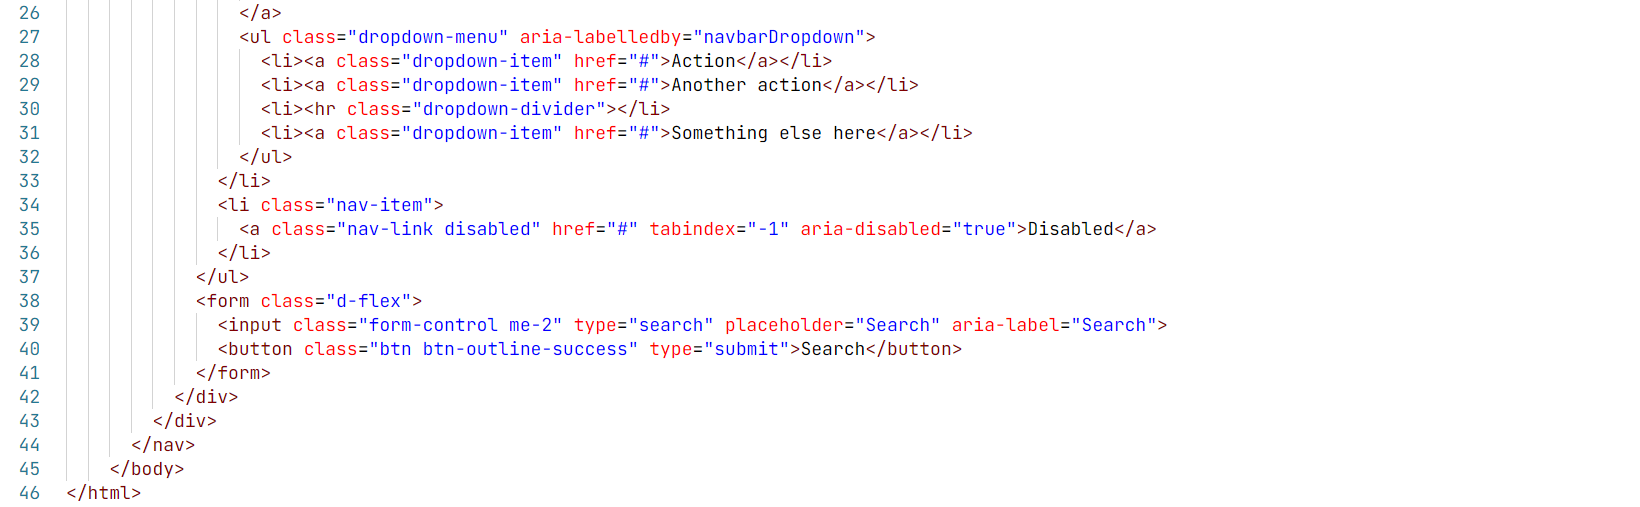 26 </a>
27 <ul class="dropdown-menu" aria-labelledby="navbarDropdown">
28 <li><a class="dropdown-item" href="#">Action</a></li>
29 <li><a class="dropdown-item" href="#">Another action</a></li>
30 <li><hr class="dropdown-divider"></li>
31 <li><a class="dropdown-item" href="#">Something else here</a></li>
32 </ul>
33 </li>
34 <li class="nav-item">
35 <a class="nav-link disabled" href="#" tabindex="-1" aria-disabled="true">Disabled</a>
36 </li>
37 </ul>
38 <form class="d-flex">
39 <input class="form-control me-2" type="search" placeholder="Search" aria-label="Search">
40 <button class="btn btn-outline-success" type="submit">Search</button>
41 </form>
42 </div>
43 </div>
44 </nav>
45 </body>
46 </html>